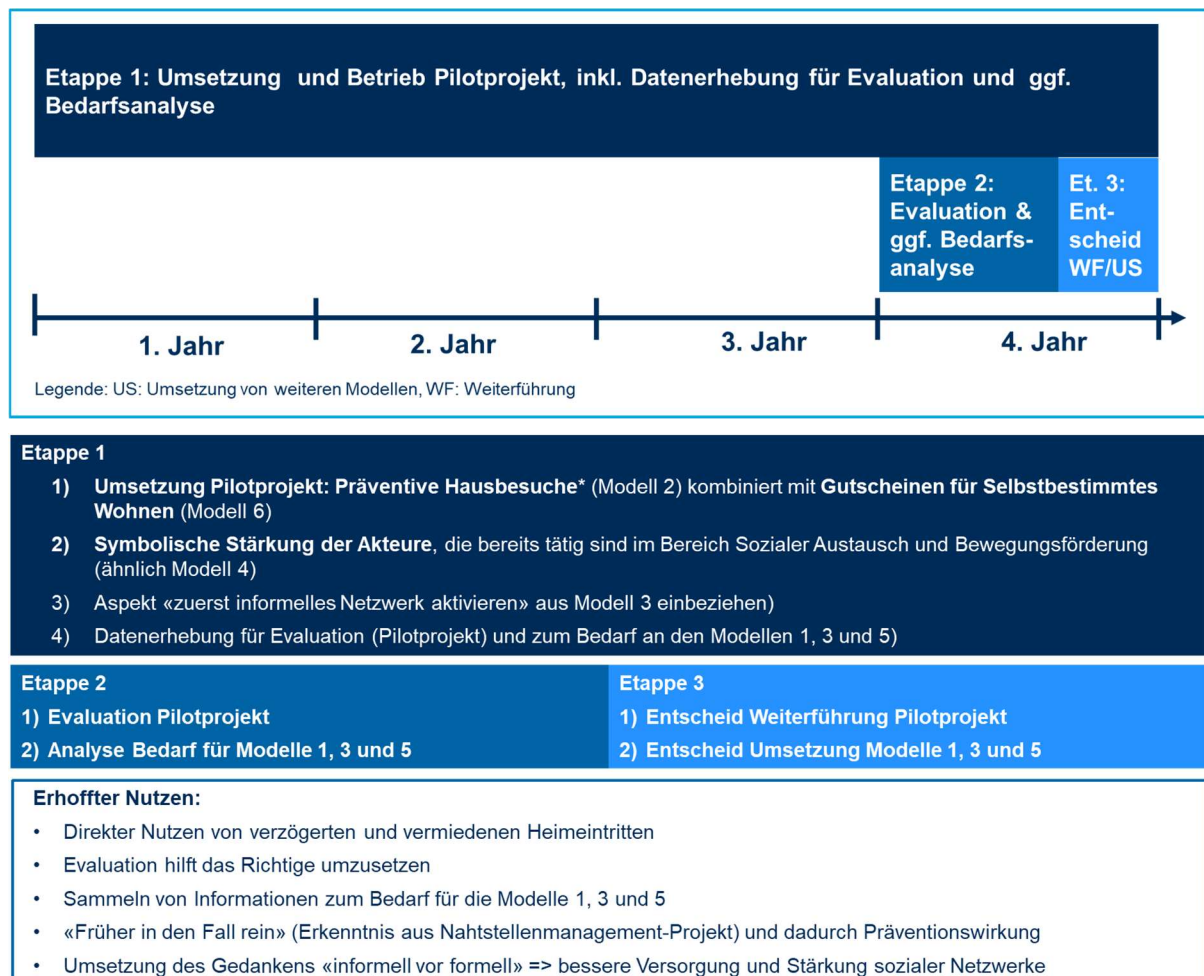 Etappe 1: Umsetzung und Betrieb Pilotprojekt, inkl. Datenerhebung für Evaluation und ggf.
Bedarfsanalyse
Etappe 2:
Evaluation &
ggf. Bedarfs-
analyse
Et. 3:
Ent-
scheid
WF/US
1. Jahr
2. Jahr
3. Jahr
4. Jahr
Legende: US: Umsetzung von weiteren Modellen, WF: Weiterführung
Etappe 1
1) Umsetzung Pilotprojekt: Präventive Hausbesuche* (Modell 2) kombiniert mit Gutscheinen für Selbstbestimmtes
Wohnen (Modell 6)
2) Symbolische Stärkung der Akteure, die bereits tätig sind im Bereich Sozialer Austausch und Bewegungsförderung
(ähnlich Modell 4)
3) Aspekt «zuerst informelles Netzwerk aktivieren» aus Modell 3 einbeziehen)
4) Datenerhebung für Evaluation (Pilotprojekt) und zum Bedarf an den Modellen 1, 3 und 5)
Etappe 2
1) Evaluation Pilotprojekt
2) Analyse Bedarf für Modelle 1, 3 und 5
Etappe 3
1) Entscheid Weiterführung Pilotprojekt
2) Entscheid Umsetzung Modelle 1, 3 und 5
Erhoffter Nutzen:
• Direkter Nutzen von verzögerten und vermiedenen Heimeintritten
• Evaluation hilft das Richtige umzusetzen
• Sammeln von Informationen zum Bedarf für die Modelle 1, 3 und 5
• «Früher in den Fall rein» (Erkenntnis aus Nahtstellenmanagement-Projekt) und dadurch Präventionswirkung
• Umsetzung des Gedankens «informell vor formell» => bessere Versorgung und Stärkung sozialer Netzwerke